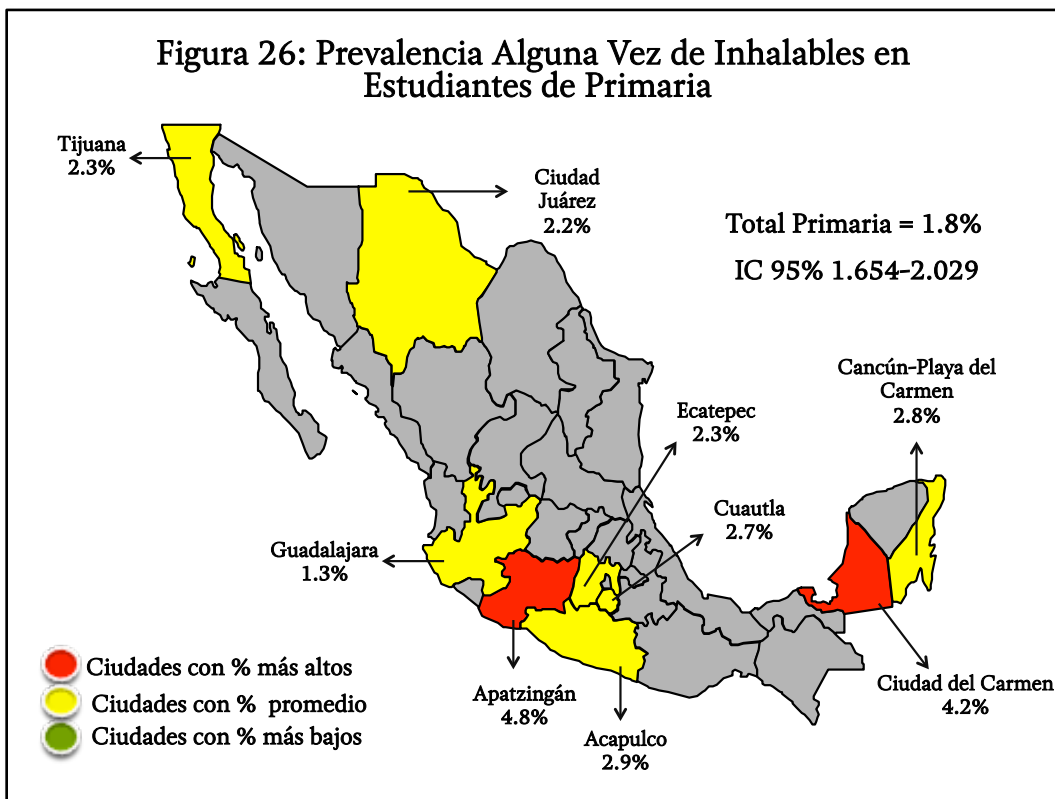 Figura 26: Prevalencia Alguna Vez de Inhalables en
Estudiantes de Primaria
Tijuana
2.3%
Ciudad
Juárez
2.2%
Total Primaria = 1.8%
IC 95% 1.654-2.029
Cancún-Playa del
Carmen
2.8%
Ecatepec
2.3%
Cuautla
2.7%
Guadalajara
1.3%
Ciudades con % más altos
Ciudades con % promedio
Ciudades con % más bajos
Apatzingán
4.8%
Acapulco
2.9%
Ciudad del Carmen
4.2%